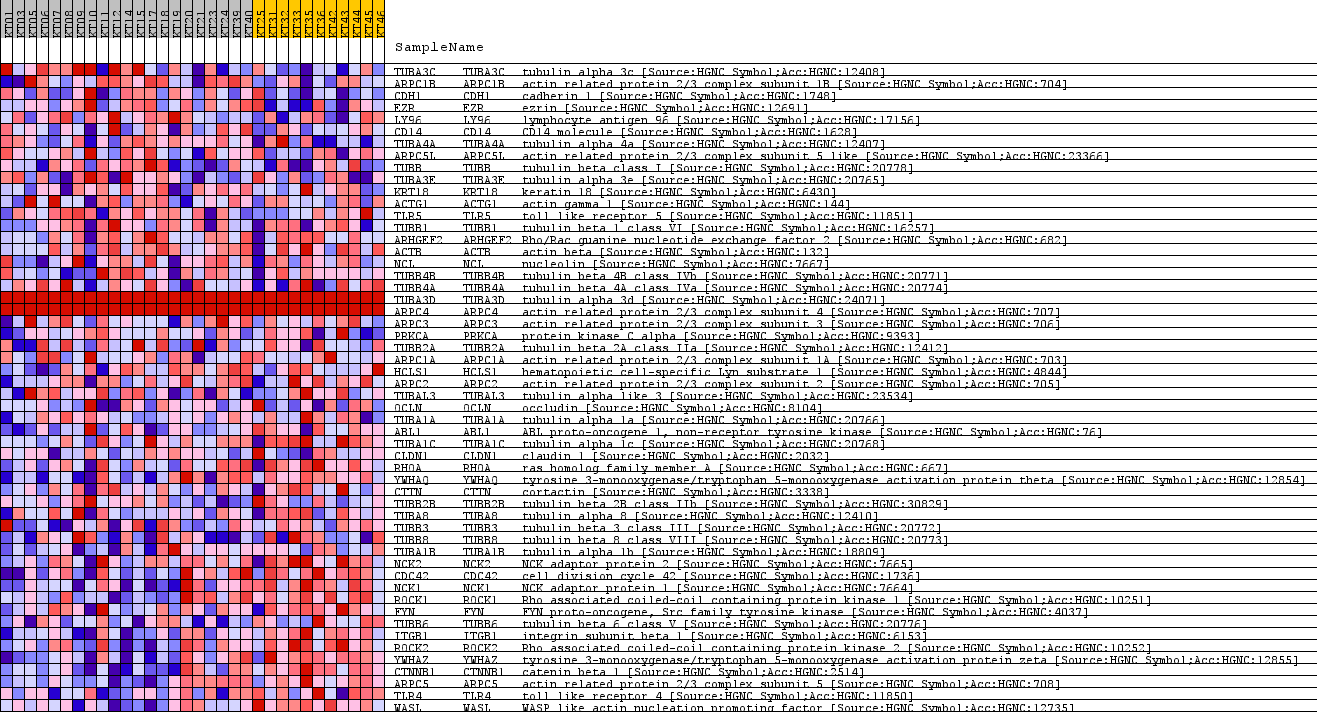 KT01 KT03 KT05 KT06 KT07 KT08 KT09 KT10 KT11 KT12 KT14 KT15 KT17 KT18 KT19 KT20 KT21 KT23 KT24 KT39 KT40 KT25 KT31 KT32 KT33 KT35 KT36 KT42 KT43 KT44 KT45 KT46
SampleName
TUBA3C TUBA3C tubulin alpha 3c [Source:HGNC Symbol;Acc:HGNC:12408]
ARPC1B ARPC1B actin related protein 2/3 complex subunit 1B [Source:HGNC Symbol;Acc:HGNC:704]
CDH1 CDH1 cadherin 1 [Source:HGNC Symbol;Acc:HGNC:1748]
EZR EZR ezrin [Source:HGNC Symbol;Acc:HGNC:12691]
LY96 LY96 lymphocyte antigen 96 [Source:HGNC Symbol;Acc:HGNC:17156]
CD14 CD14 CD14 molecule [Source:HGNC Symbol;Acc:HGNC:1628]
TUBA4A TUBA4A tubulin alpha 4a [Source:HGNC Symbol;Acc:HGNC:12407]
ARPC5L ARPC5L actin related protein 2/3 complex subunit 5 like [Source:HGNC Symbol;Acc:HGNC:23366]
TUBB TUBB tubulin beta class I [Source:HGNC Symbol;Acc:HGNC:20778]
TUBA3E TUBA3E tubulin alpha 3e [Source:HGNC Symbol;Acc:HGNC:20765]
KRT18 KRT18 keratin 18 [Source:HGNC Symbol;Acc:HGNC:6430]
ACTG1 ACTG1 actin gamma 1 [Source:HGNC Symbol;Acc:HGNC:144]
TLR5 TLR5 toll like receptor 5 [Source:HGNC Symbol;Acc:HGNC:11851]
TUBB1 TUBB1 tubulin beta 1 class VI [Source:HGNC Symbol;Acc:HGNC:16257]
ARHGEF2 ARHGEF2 Rho/Rac guanine nucleotide exchange factor 2 [Source:HGNC Symbol;Acc:HGNC:682]
ACTB ACTB actin beta [Source:HGNC Symbol;Acc:HGNC:132]
NCL NCL nucleolin [Source:HGNC Symbol;Acc:HGNC:7667]
TUBB4B TUBB4B tubulin beta 4B class IVb [Source:HGNC Symbol;Acc:HGNC:20771]
TUBB4A TUBB4A tubulin beta 4A class IVa [Source:HGNC Symbol;Acc:HGNC:20774]
TUBA3D TUBA3D tubulin alpha 3d [Source:HGNC Symbol;Acc:HGNC:24071]
ARPC4 ARPC4 actin related protein 2/3 complex subunit 4 [Source:HGNC Symbol;Acc:HGNC:707]
ARPC3 ARPC3 actin related protein 2/3 complex subunit 3 [Source:HGNC Symbol;Acc:HGNC:706]
PRKCA PRKCA protein kinase C alpha [Source:HGNC Symbol;Acc:HGNC:9393]
TUBB2A TUBB2A tubulin beta 2A class IIa [Source:HGNC Symbol;Acc:HGNC:12412]
ARPC1A ARPC1A actin related protein 2/3 complex subunit 1A [Source:HGNC Symbol;Acc:HGNC:703]
HCLS1 HCLS1 hematopoietic cell-specific Lyn substrate 1 [Source:HGNC Symbol;Acc:HGNC:4844]
ARPC2 ARPC2 actin related protein 2/3 complex subunit 2 [Source:HGNC Symbol;Acc:HGNC:705]
TUBAL3 TUBAL3 tubulin alpha like 3 [Source:HGNC Symbol;Acc:HGNC:23534]
OCLN OCLN occludin [Source:HGNC Symbol;Acc:HGNC:8104]
TUBA1A TUBA1A tubulin alpha 1a [Source:HGNC Symbol;Acc:HGNC:20766]
ABL1 ABL1 ABL proto-oncogene 1, non-receptor tyrosine kinase [Source:HGNC Symbol;Acc:HGNC:76]
TUBA1C TUBA1C tubulin alpha 1c [Source:HGNC Symbol;Acc:HGNC:20768]
CLDN1 CLDN1 claudin 1 [Source:HGNC Symbol;Acc:HGNC:2032]
RHOA RHOA ras homolog family member A [Source:HGNC Symbol;Acc:HGNC:667]
YWHAQ YWHAQ tyrosine 3-monooxygenase/tryptophan 5-monooxygenase activation protein theta [Source:HGNC Symbol;Acc:HGNC:12854]
CTTN CTTN cortactin [Source:HGNC Symbol;Acc:HGNC:3338]
TUBB2B TUBB2B tubulin beta 2B class IIb [Source:HGNC Symbol;Acc:HGNC:30829]
TUBA8 TUBA8 tubulin alpha 8 [Source:HGNC Symbol;Acc:HGNC:12410]
TUBB3 TUBB3 tubulin beta 3 class III [Source:HGNC Symbol;Acc:HGNC:20772]
TUBB8 TUBB8 tubulin beta 8 class VIII [Source:HGNC Symbol;Acc:HGNC:20773]
TUBA1B TUBA1B tubulin alpha 1b [Source:HGNC Symbol;Acc:HGNC:18809]
NCK2 NCK2 NCK adaptor protein 2 [Source:HGNC Symbol;Acc:HGNC:7665]
CDC42 CDC42 cell division cycle 42 [Source:HGNC Symbol;Acc:HGNC:1736]
NCK1 NCK1 NCK adaptor protein 1 [Source:HGNC Symbol;Acc:HGNC:7664]
ROCK1 ROCK1 Rho associated coiled-coil containing protein kinase 1 [Source:HGNC Symbol;Acc:HGNC:10251]
FYN FYN FYN proto-oncogene, Src family tyrosine kinase [Source:HGNC Symbol;Acc:HGNC:4037]
TUBB6 TUBB6 tubulin beta 6 class V [Source:HGNC Symbol;Acc:HGNC:20776]
ITGB1 ITGB1 integrin subunit beta 1 [Source:HGNC Symbol;Acc:HGNC:6153]
ROCK2 ROCK2 Rho associated coiled-coil containing protein kinase 2 [Source:HGNC Symbol;Acc:HGNC:10252]
YWHAZ YWHAZ tyrosine 3-monooxygenase/tryptophan 5-monooxygenase activation protein zeta [Source:HGNC Symbol;Acc:HGNC:12855]
CTNNB1 CTNNB1 catenin beta 1 [Source:HGNC Symbol;Acc:HGNC:2514]
ARPC5 ARPC5 actin related protein 2/3 complex subunit 5 [Source:HGNC Symbol;Acc:HGNC:708]
TLR4 TLR4 toll like receptor 4 [Source:HGNC Symbol;Acc:HGNC:11850]
WASL WASL WASP like actin nucleation promoting factor [Source:HGNC Symbol;Acc:HGNC:12735]